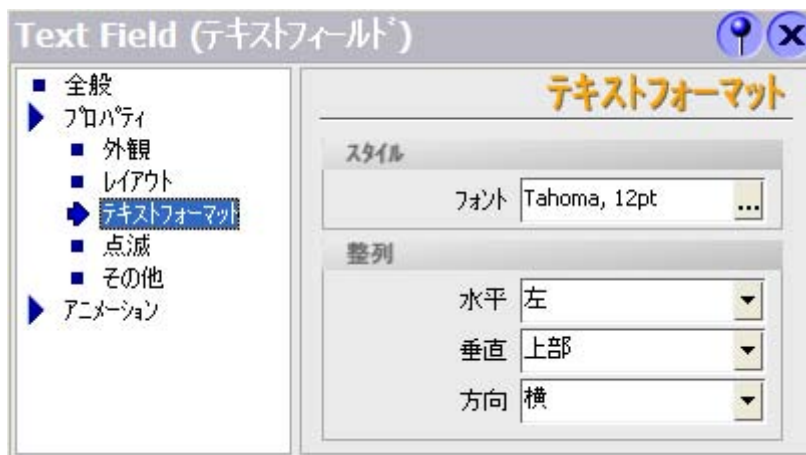 Text Field (テキストフィールド)
全般
プロパティ
外観
レイアウト
テキストフォーマット
点滅
その他
アニメーション
テキストフォーマット
スタイル
フォント Tahoma, 12pt ...
整列
水平 左
垂直 上部
方向 横